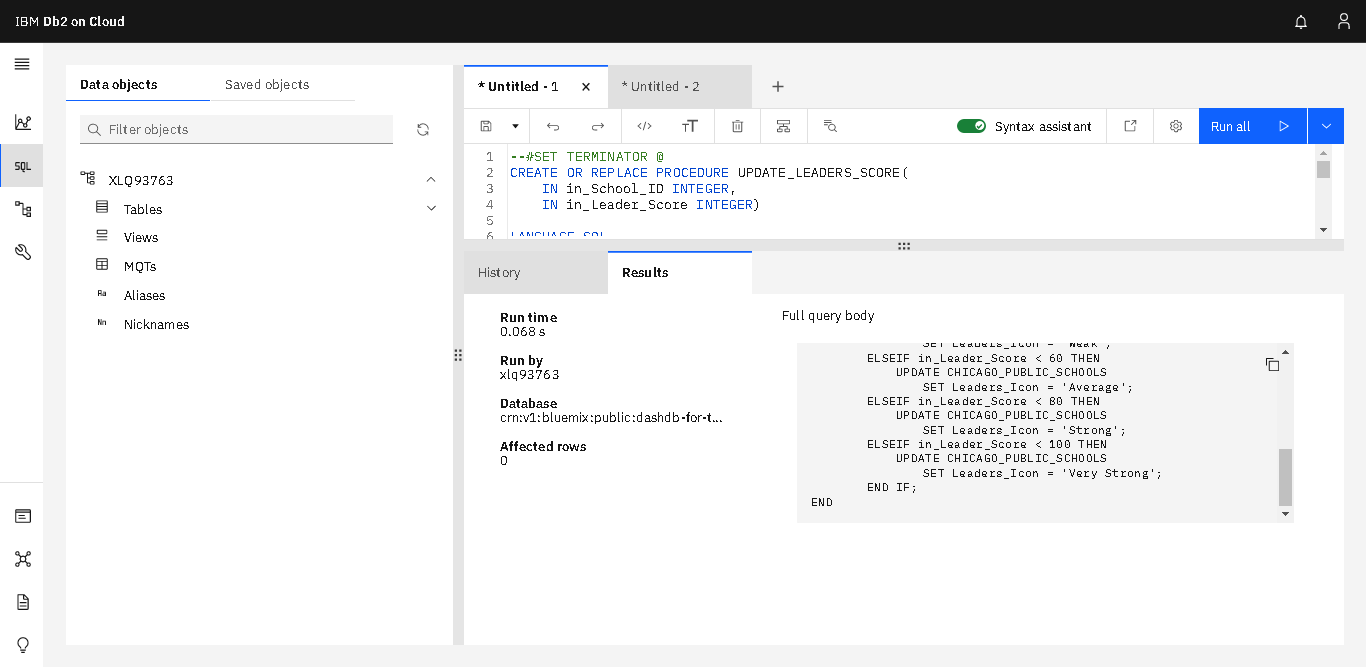 IBM Db2 on Cloud
Data objects
Saved objects
Filter objects
XLQ93763
Tables
Views
MQTs
Aa
Aliases
Nn
Nicknames
SQL
* Untitled - 1
* Untitled - 2
Syntax assistant
Run all
1 --#SET TERMINATOR @
2 CREATE OR REPLACE PROCEDURE UPDATE_LEADERS_SCORE(
3 IN in_School_ID INTEGER,
4 IN in_Leader_Score INTEGER)
5
6 LANGUAGE SQL
History
Results
Run time
0.068 s
Run by
xlq93763
Database
crn:v1:bluemix:public:dashdb-for-t...
Affected rows
0
Full query body
SET Leaders_Icon = 'Weak';
ELSEIF in_Leader_Score < 60 THEN
UPDATE CHICAGO_PUBLIC_SCHOOLS
SET Leaders_Icon = 'Average';
ELSEIF in_Leader_Score < 80 THEN
UPDATE CHICAGO_PUBLIC_SCHOOLS
SET Leaders_Icon = 'Strong';
ELSEIF in_Leader_Score < 100 THEN
UPDATE CHICAGO_PUBLIC_SCHOOLS
SET Leaders_Icon = 'Very Strong';
END IF;
END